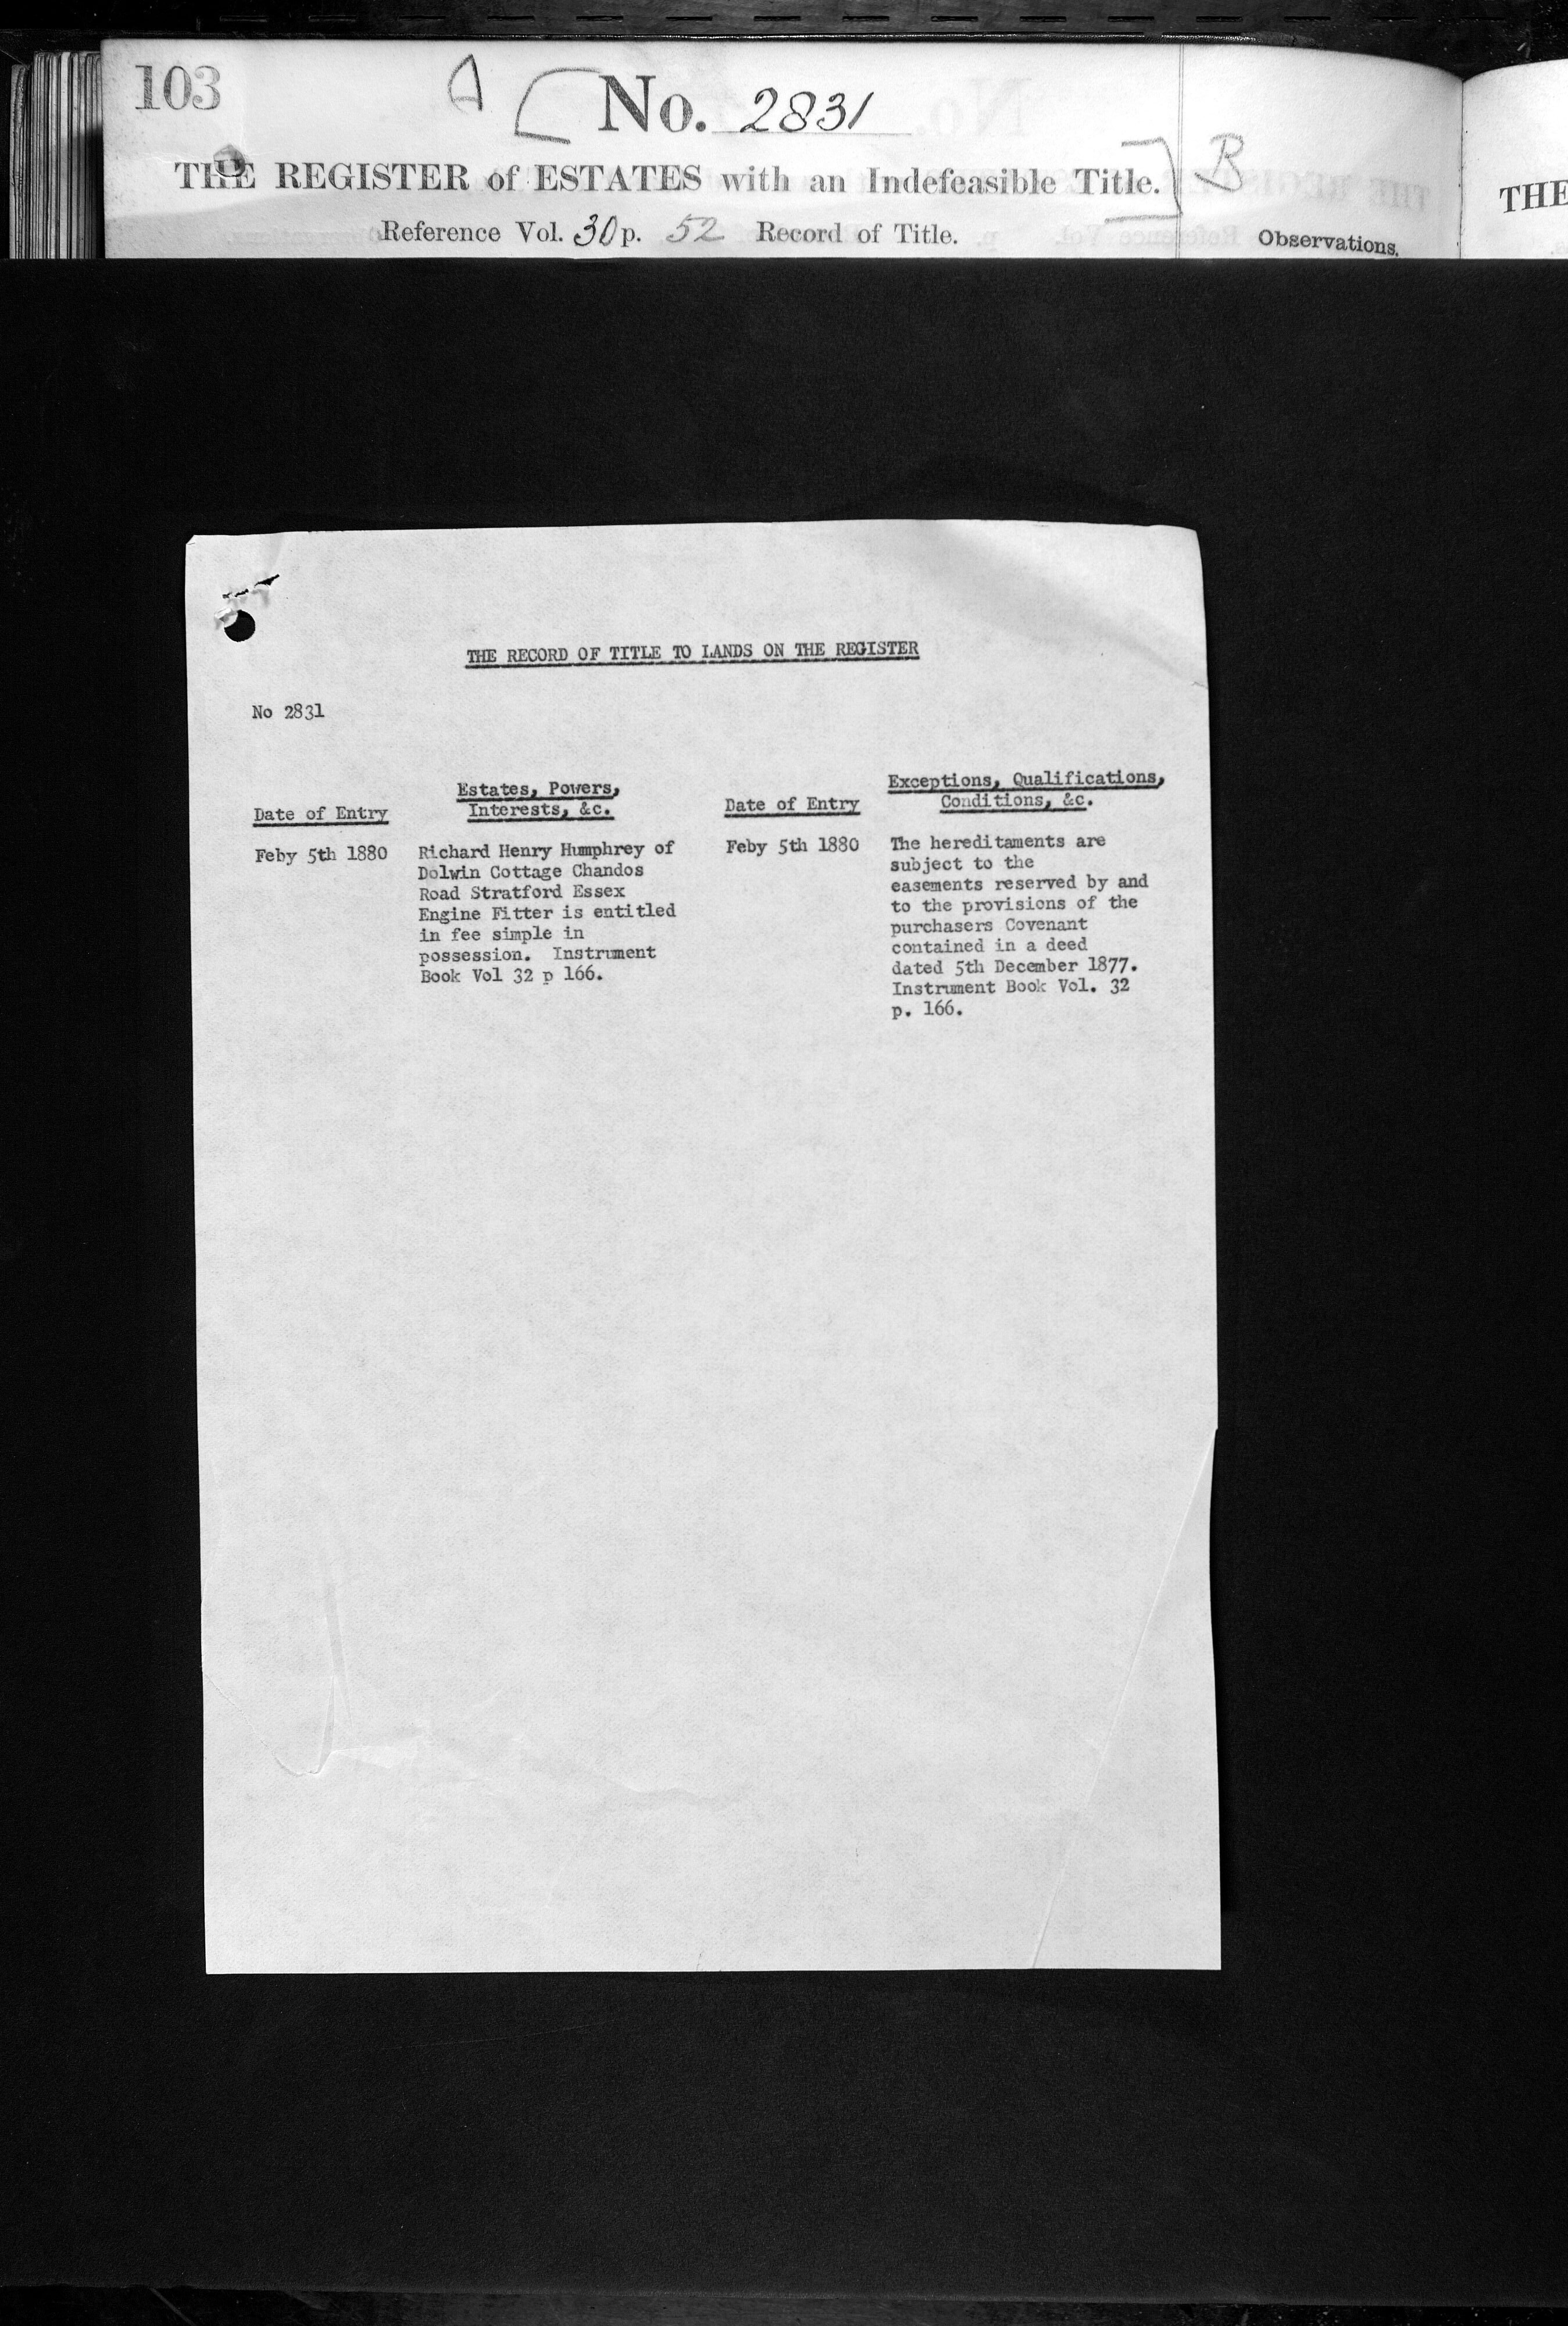 103
A
No. 2831
THE REGISTER of ESTATES with an Indefeasible Title.
B
Reference Vol. 30 p. 52 Record of Title.
Observations.
THE
THE RECORD OF TITLE TO LANDS ON THE REGISTER
No 2831
Date of Entry
Estates, Powers,
Interests, &c.
Feby 5th 1880
Richard Henry Humphrey of
Dolwin Cottage Chandos
Road Stratford Essex
Engine Fitter is entitled
in fee simple in
possession. Instrument
Book Vol 32 p 166.
Date of Entry
Exceptions, Qualifications,
Conditions, &c.
Feby 5th 1880
The hereditaments are
subject to the
easements reserved by and
to the provisions of the
purchasers Covenant
contained in a deed
dated 5th December 1877.
Instrument Book Vol. 32
p. 166.